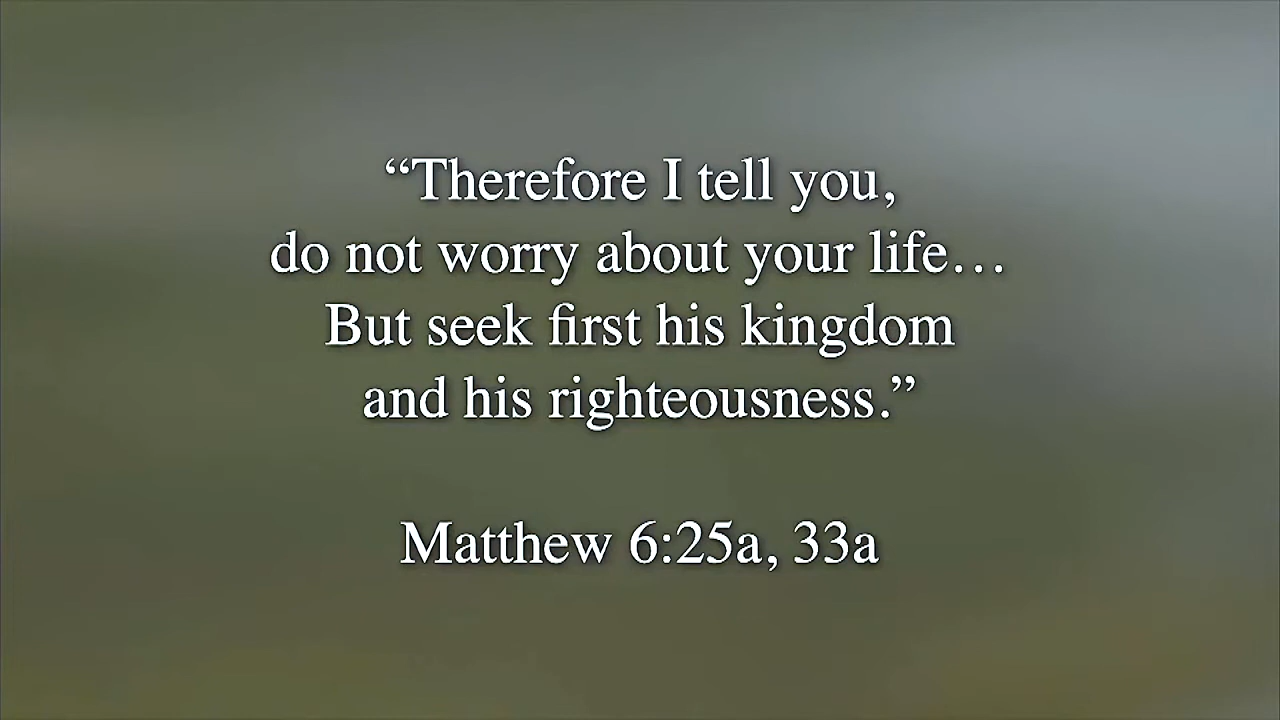 “Therefore I tell you,
do not worry about your life…
But seek first his kingdom
and his righteousness.”
Matthew 6:25a, 33a